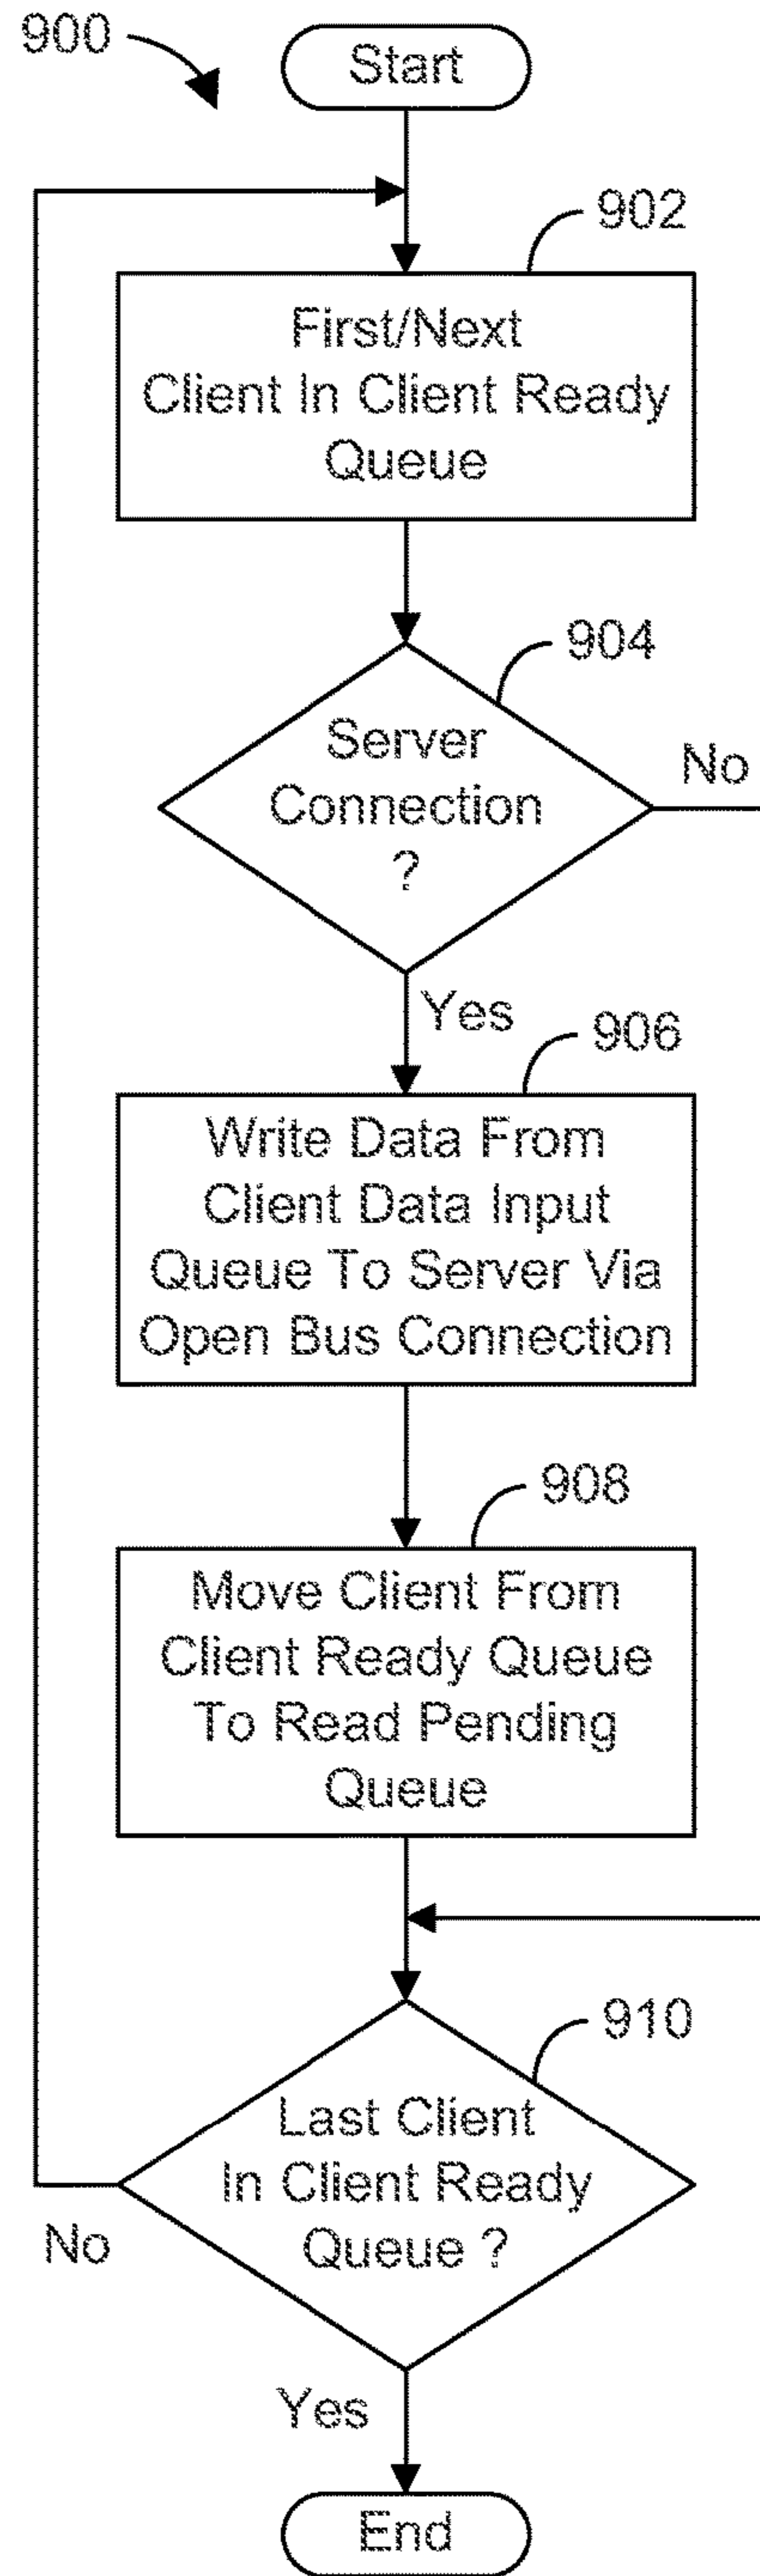 900
Start
902
First/Next
Client In Client Ready
Queue
904
Server
Connection
?
No
Yes
906
Write Data From
Client Data Input
Queue To Server Via
Open Bus Connection
908
Move Client From
Client Ready Queue
To Read Pending
Queue
910
Last Client
In Client Ready
Queue ?
No
Yes
End